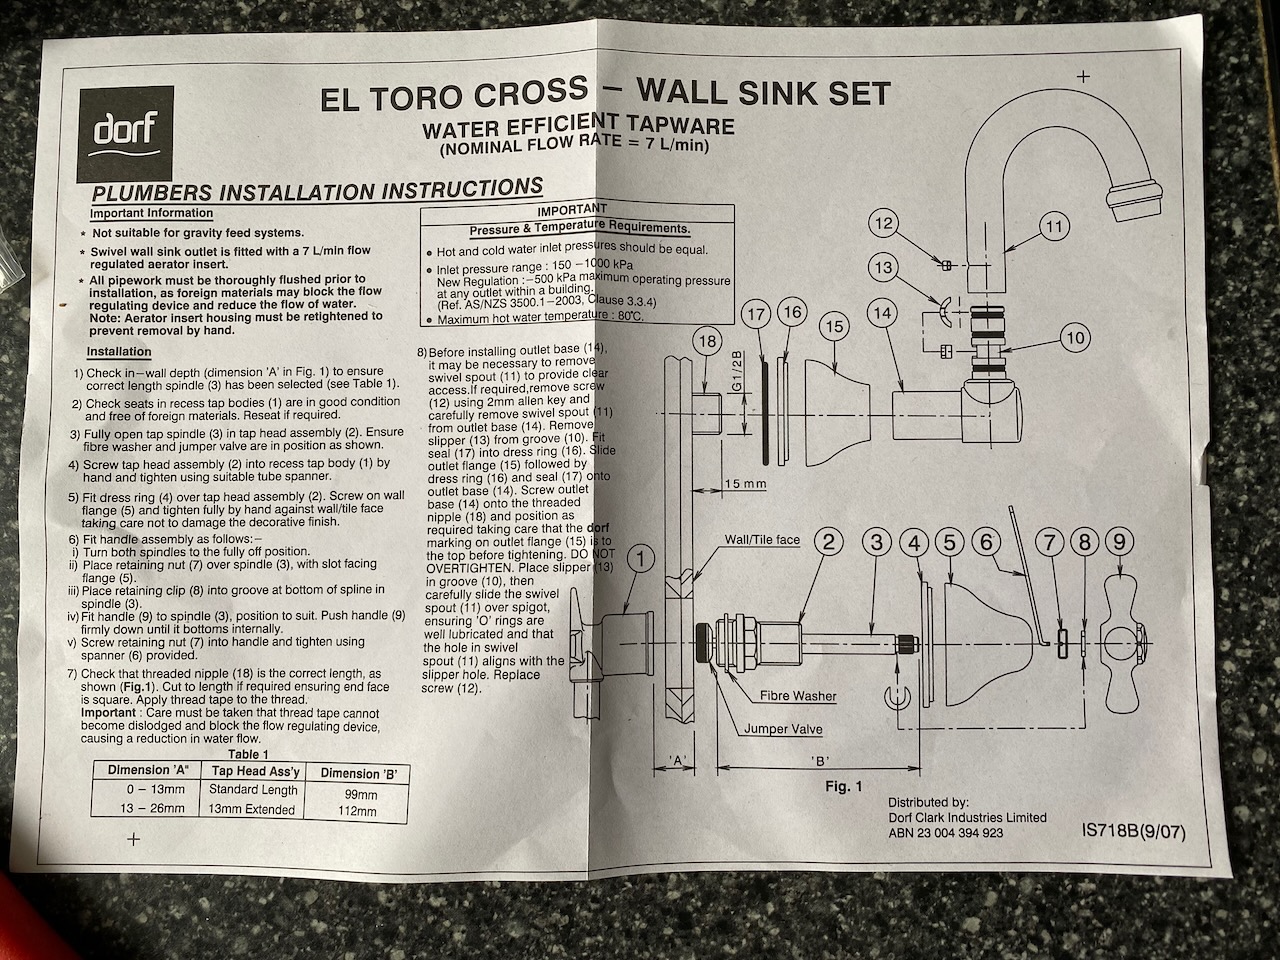 dorf
EL TORO CROSS – WALL SINK SET
WATER EFFICIENT TAPWARE
(NOMINAL FLOW RATE = 7 L/min)
PLUMBERS INSTALLATION INSTRUCTIONS
Important Information
* Not suitable for gravity feed systems.
* Swivel wall sink outlet is fitted with a 7 L/min flow
regulated aerator insert.
* All pipework must be thoroughly flushed prior to
installation, as foreign materials may block the flow
regulating device and reduce the flow of water.
Note: Aerator insert housing must be retightened to
prevent removal by hand.
IMPORTANT
Pressure & Temperature Requirements.
• Hot and cold water inlet pressures should be equal.
• Inlet pressure range : 150 –1000 kPa
New Regulation :–500 kPa maximum operating pressure
at any outlet within a building.
(Ref. AS/NZS 3500.1–2003, Clause 3.3.4)
• Maximum hot water temperature : 80°C.
Installation
1) Check in–wall depth (dimension 'A' in Fig. 1) to ensure
correct length spindle (3) has been selected (see Table 1).
2) Check seats in recess tap bodies (1) are in good condition
and free of foreign materials. Reseat if required.
3) Fully open tap spindle (3) in tap head assembly (2). Ensure
fibre washer and jumper valve are in position as shown.
4) Screw tap head assembly (2) into recess tap body (1) by
hand and tighten using suitable tube spanner.
5) Fit dress ring (4) over tap head assembly (2). Screw on wall
flange (5) and tighten fully by hand against wall/tile face
taking care not to damage the decorative finish.
6) Fit handle assembly as follows:–
i) Turn both spindles to the fully off position.
ii) Place retaining nut (7) over spindle (3), with slot facing
flange (5).
iii) Place retaining clip (8) into groove at bottom of spline in
spindle (3).
iv) Fit handle (9) to spindle (3), position to suit. Push handle (9)
firmly down until it bottoms internally.
v) Screw retaining nut (7) into handle and tighten using
spanner (6) provided.
7) Check that threaded nipple (18) is the correct length, as
shown (Fig.1). Cut to length if required ensuring end face
is square. Apply thread tape to the thread.
Important : Care must be taken that thread tape cannot
become dislodged and block the flow regulating device,
causing a reduction in water flow.
Table 1
Dimension 'A" Tap Head Ass'y Dimension 'B'
0 – 13mm Standard Length 99mm
13 – 26mm 13mm Extended 112mm
8) Before installing outlet base (14),
it may be necessary to remove
swivel spout (11) to provide clear
access.If required,remove screw
(12) using 2mm allen key and
carefully remove swivel spout (11)
from outlet base (14). Remove
slipper (13) from groove (10). Fit
seal (17) into dress ring (16). Slide
outlet flange (15) followed by
dress ring (16) and seal (17) onto
outlet base (14). Screw outlet
base (14) onto the threaded
nipple (18) and position as
required taking care that the dorf
marking on outlet flange (15) is to
the top before tightening. DO NOT
OVERTIGHTEN. Place slipper (13)
in groove (10), then
carefully slide the swivel
spout (11) over spigot,
ensuring 'O' rings are
well lubricated and that
the hole in swivel
spout (11) aligns with the
slipper hole. Replace
screw (12).
12
11
13
17
16
15
14
18
10
G1/2B
15 mm
Wall/Tile face
1
2
3
4
5
6
7
8
9
Fibre Washer
Jumper Valve
'A'
'B'
Fig. 1
Distributed by:
Dorf Clark Industries Limited
ABN 23 004 394 923
IS718B(9/07)